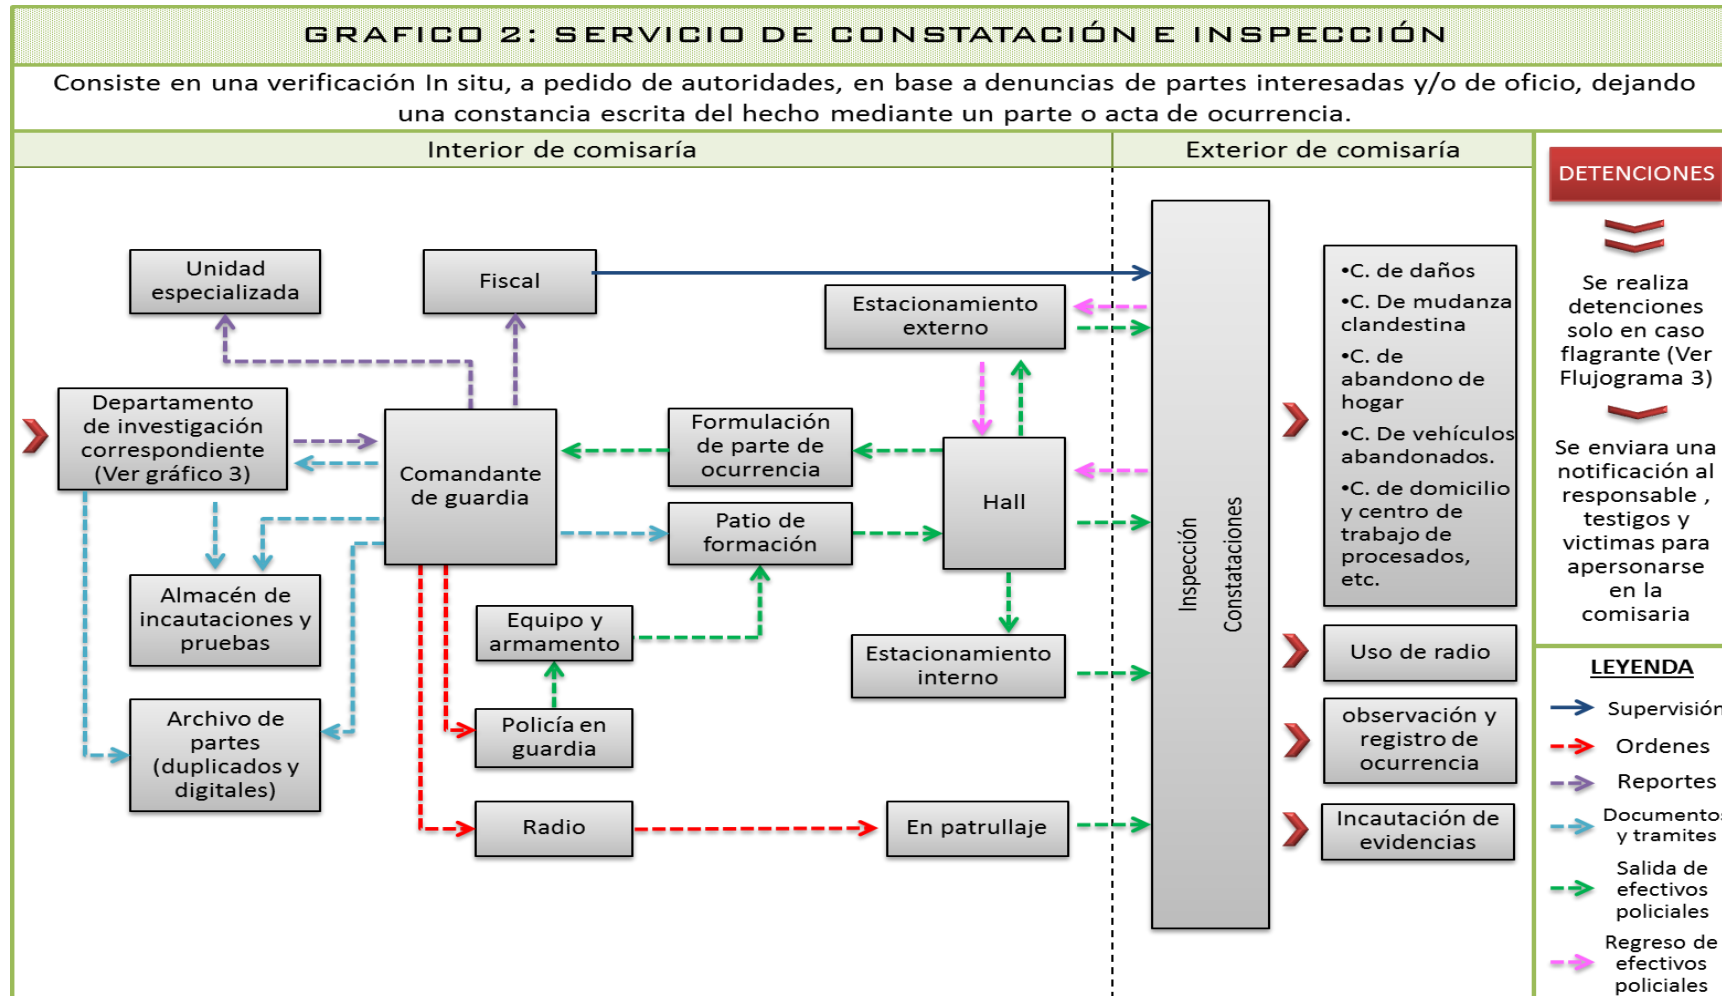 GRAFICO 2: SERVICIO DE CONSTATACIÓN E INSPECCIÓN
Consiste en una verificación In situ, a pedido de autoridades, en base a denuncias de partes interesadas y/o de oficio, dejando
una constancia escrita del hecho mediante un parte o acta de ocurrencia.
Interior de comisaría
Exterior de comisaría
Unidad
especializada
Fiscal
Estacionamiento
externo
Departamento
de investigación
correspondiente
(Ver gráfico 3)
Comandante
de guardia
Formulación
de parte de
ocurrencia
Patio de
formación
Hall
Almacén de
incautaciones y
pruebas
Equipo y
armamento
Estacionamiento
interno
Archivo de
partes
(duplicados y
digitales)
Policía en
guardia
Radio
En patrullaje
Inspección
Constataciones
•C. de daños
•C. De mudanza
clandestina
•C. de
abandono de
hogar
•C. De vehículos
abandonados.
•C. de domicilio
y centro de
trabajo de
procesados,
etc.
Uso de radio
observación y
registro de
ocurrencia
Incautación de
evidencias
DETENCIONES
Se realiza
detenciones
solo en caso
flagrante (Ver
Flujograma 3)
Se enviara una
notificación al
responsable ,
testigos y
victimas para
apersonarse
en la
comisaria
LEYENDA
Supervisión
Ordenes
Reportes
Documentos
y tramites
Salida de
efectivos
policiales
Regreso de
efectivos
policiales